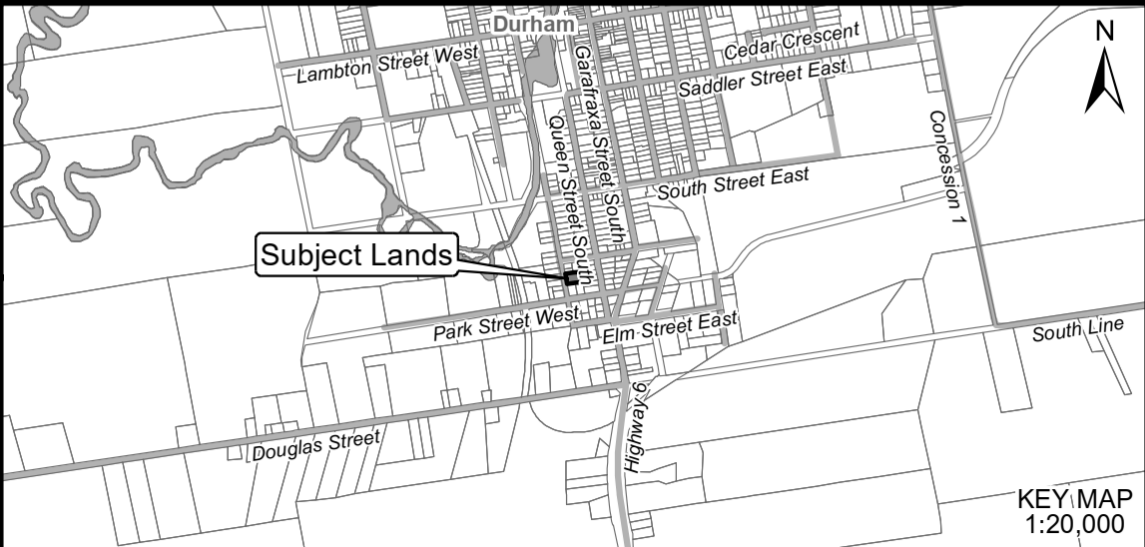 Durham
Lambton Street West
Garafraxa Street South
Cedar Crescent
Saddler Street East
N
Concession 1
Queen Street South
South Street East
Subject Lands
Park Street West
Elm Street East
South Line
Highway 6
Douglas Street
KEY MAP
1:20,000